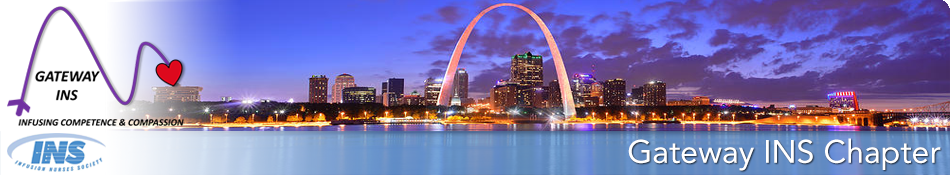 GATEWAY
INS
INFUSING COMPETENCE & COMPASSION
INS
INFUSION NURSES SOCIETY
Gateway INS Chapter